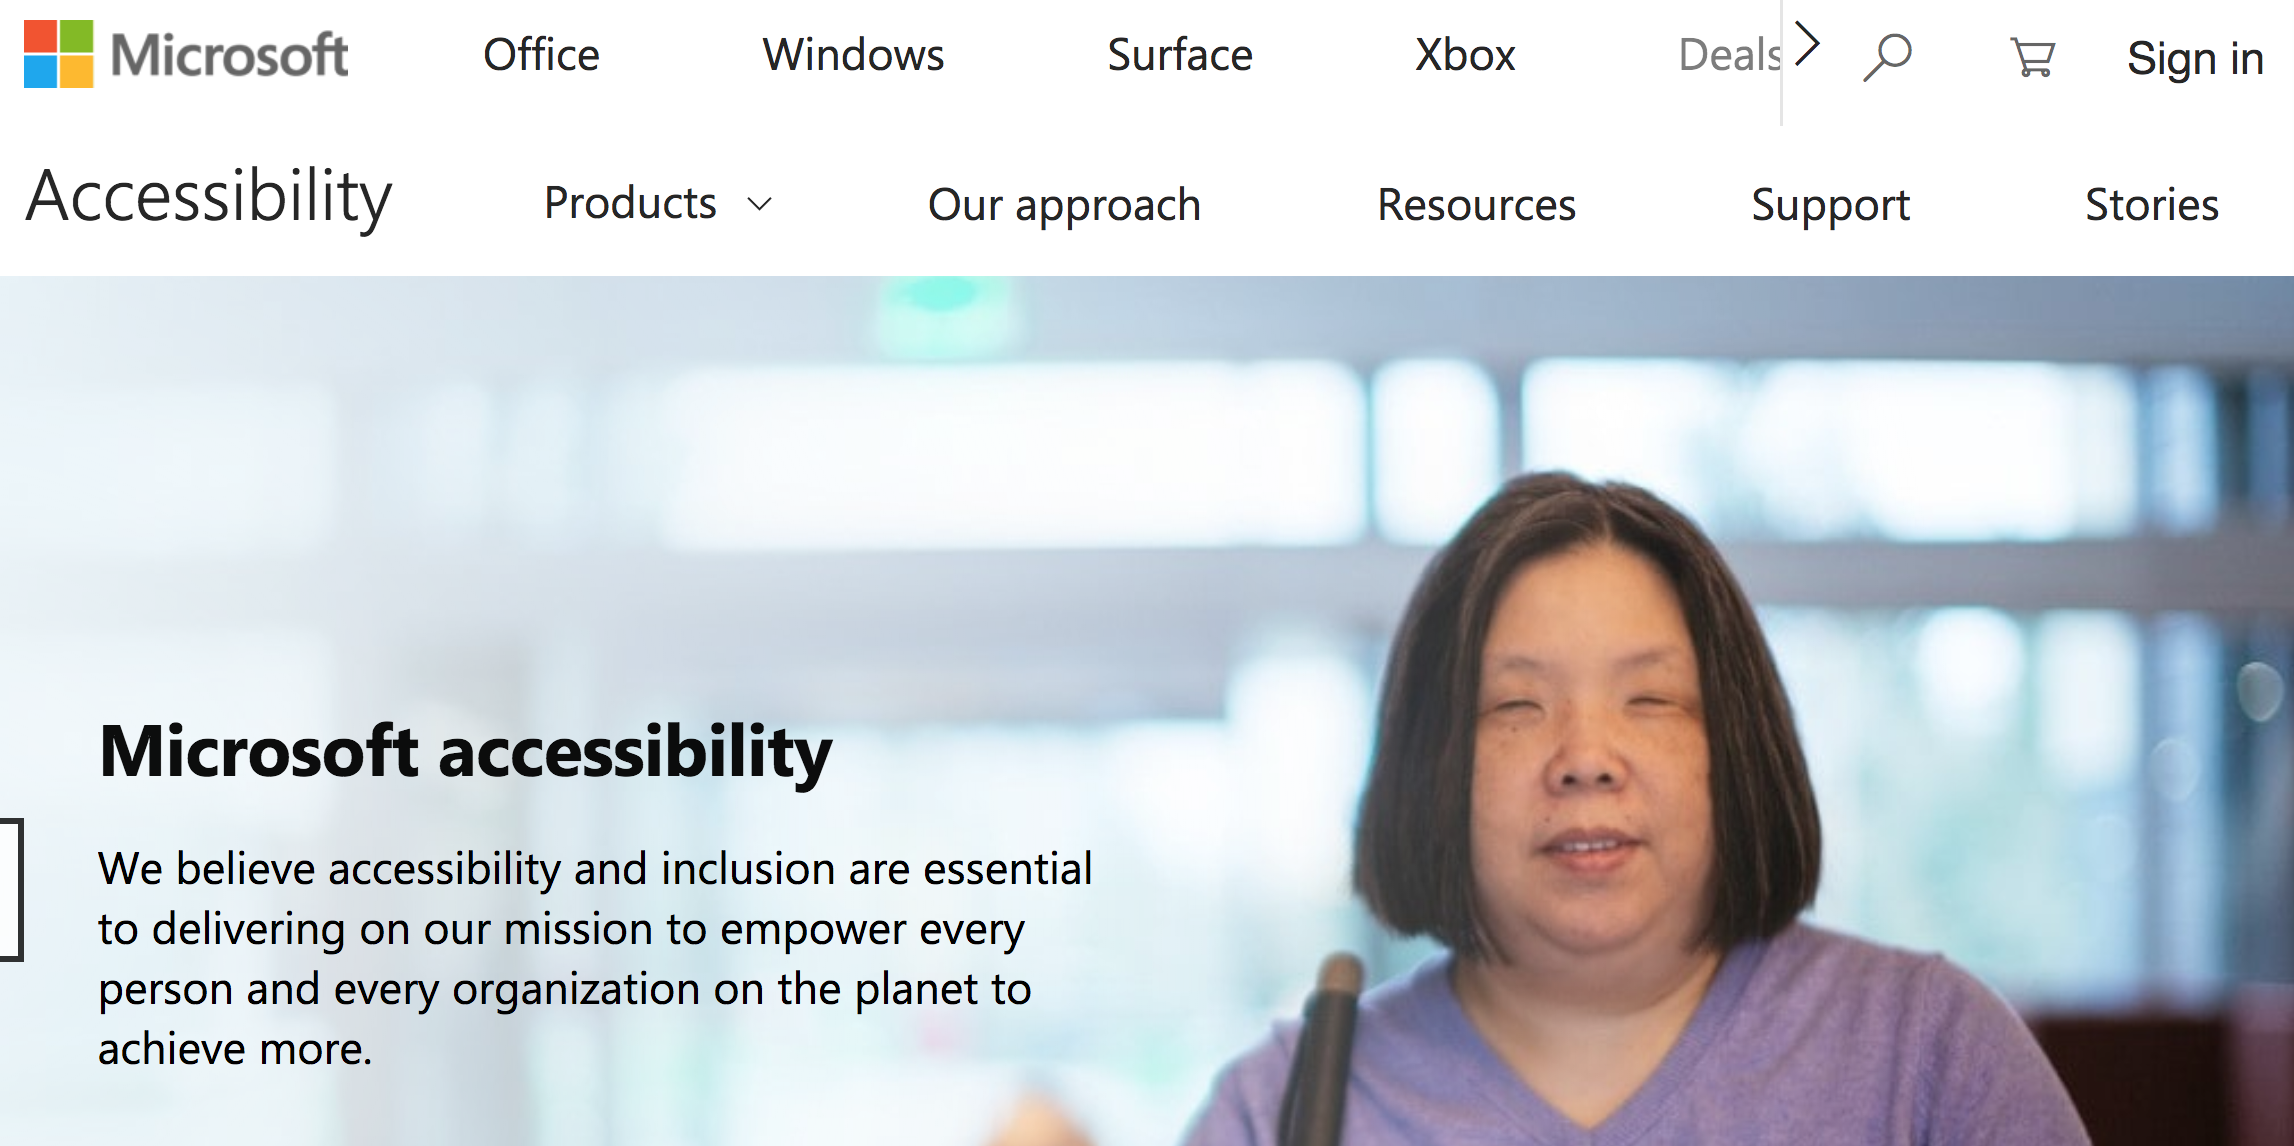 Microsoft Office Windows Surface Xbox Deals Sign in
Accessibility Products Our approach Resources Support Stories
Microsoft accessibility
We believe accessibility and inclusion are essential
to delivering on our mission to empower every
person and every organization on the planet to
achieve more.